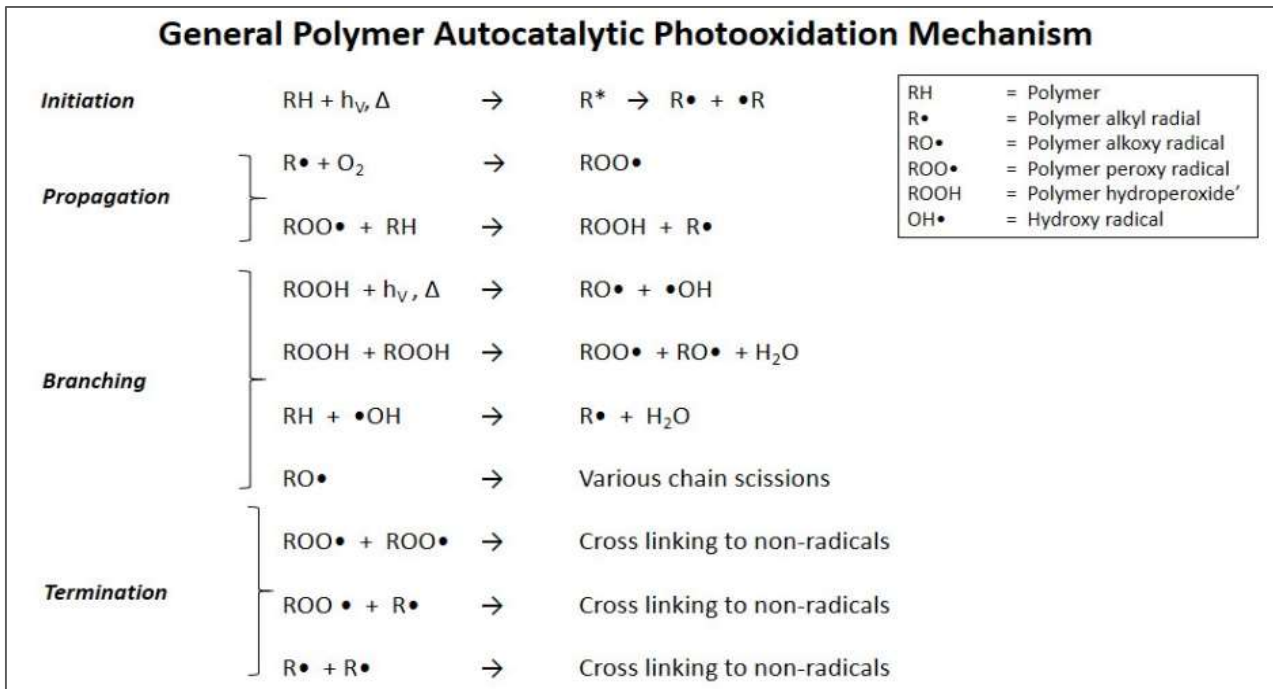 General Polymer Autocatalytic Photooxidation Mechanism
Initiation RH + hᵥ, Δ → R* → R• + •R
RH = Polymer
R• = Polymer alkyl radial
RO• = Polymer alkoxy radical
ROO• = Polymer peroxy radical
ROOH = Polymer hydroperoxide’
OH• = Hydroxy radical
Propagation
R• + O₂ → ROO•
ROO• + RH → ROOH + R•
Branching
ROOH + hᵥ, Δ → RO• + •OH
ROOH + ROOH → ROO• + RO• + H₂O
RH + •OH → R• + H₂O
RO• → Various chain scissions
Termination
ROO• + ROO• → Cross linking to non-radicals
ROO • + R• → Cross linking to non-radicals
R• + R• → Cross linking to non-radicals